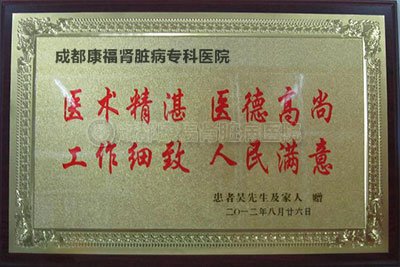 成都康福肾脏病专科医院
医术精湛 医德高尚
工作细致 人民满意
患者吴先生及家人 赠
二〇一二年八月廿六日